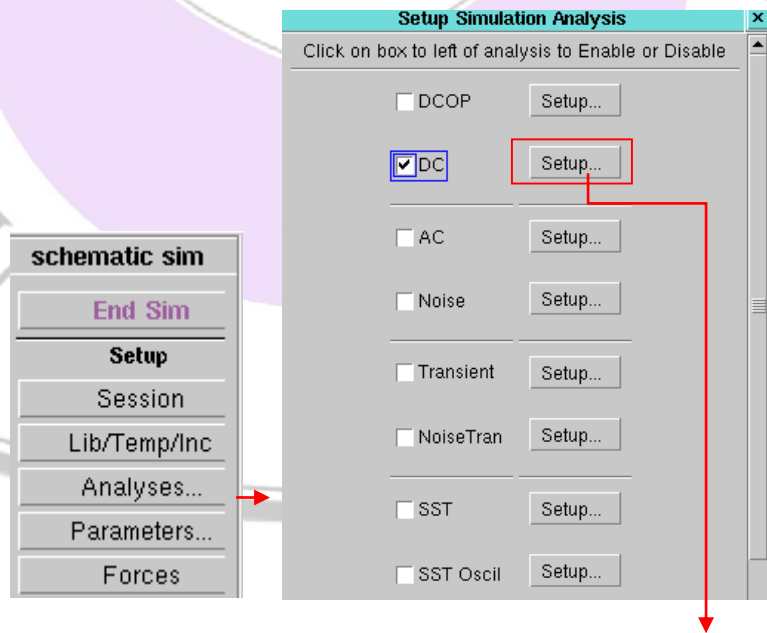 Setup Simulation Analysis
Click on box to left of analysis to Enable or Disable
DCOP Setup...
DC Setup...
AC Setup...
Noise Setup...
Transient Setup...
NoiseTran Setup...
SST Setup...
SST Oscil Setup...
schematic sim
End Sim
Setup
Session
Lib/Temp/Inc
Analyses...
Parameters...
Forces